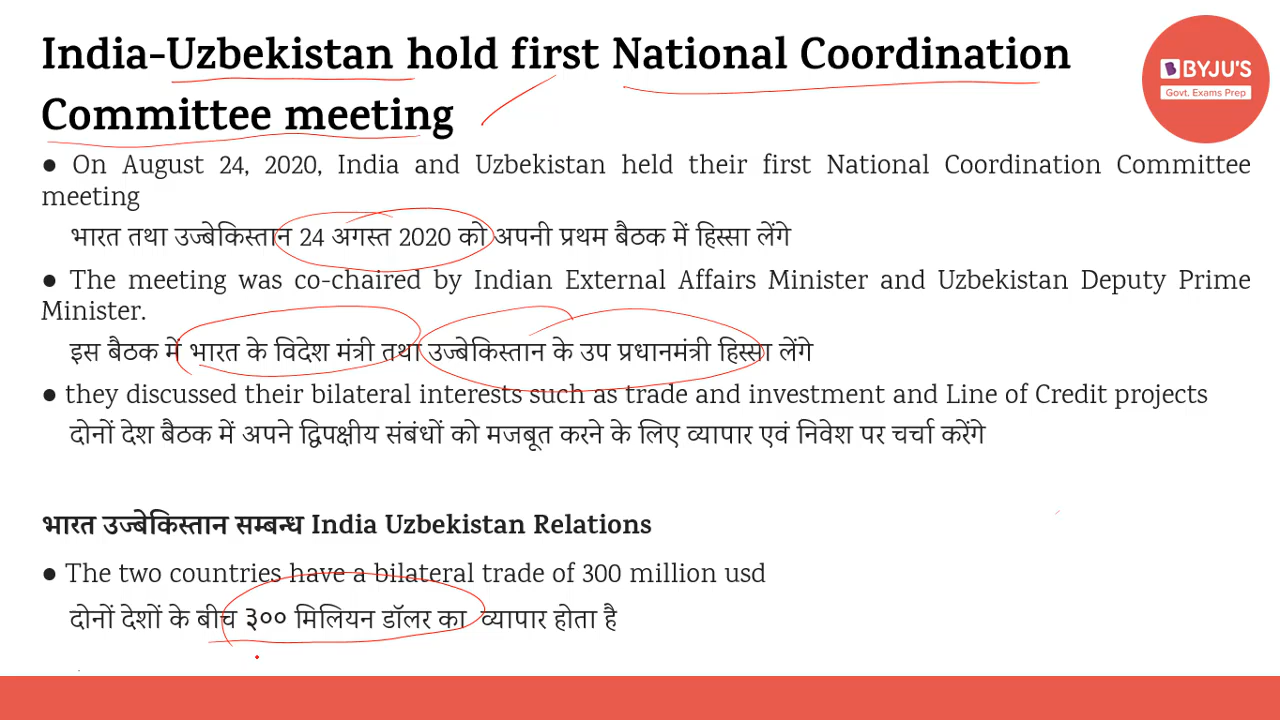 India-Uzbekistan hold first National Coordination
Committee meeting
BYJU'S
Govt. Exams Prep
● On August 24, 2020, India and Uzbekistan held their first National Coordination Committee
meeting
भारत तथा उज्बेकिस्तान 24 अगस्त 2020 को अपनी प्रथम बैठक में हिस्सा लेंगे
● The meeting was co-chaired by Indian External Affairs Minister and Uzbekistan Deputy Prime
Minister.
इस बैठक में भारत के विदेश मंत्री तथा उज्बेकिस्तान के उप प्रधानमंत्री हिस्सा लेंगे
● they discussed their bilateral interests such as trade and investment and Line of Credit projects
दोनों देश बैठक में अपने द्विपक्षीय संबंधों को मजबूत करने के लिए व्यापार एवं निवेश पर चर्चा करेंगे
भारत उज्बेकिस्तान सम्बन्ध India Uzbekistan Relations
● The two countries have a bilateral trade of 300 million usd
दोनों देशों के बीच ३०० मिलियन डॉलर का व्यापार होता है